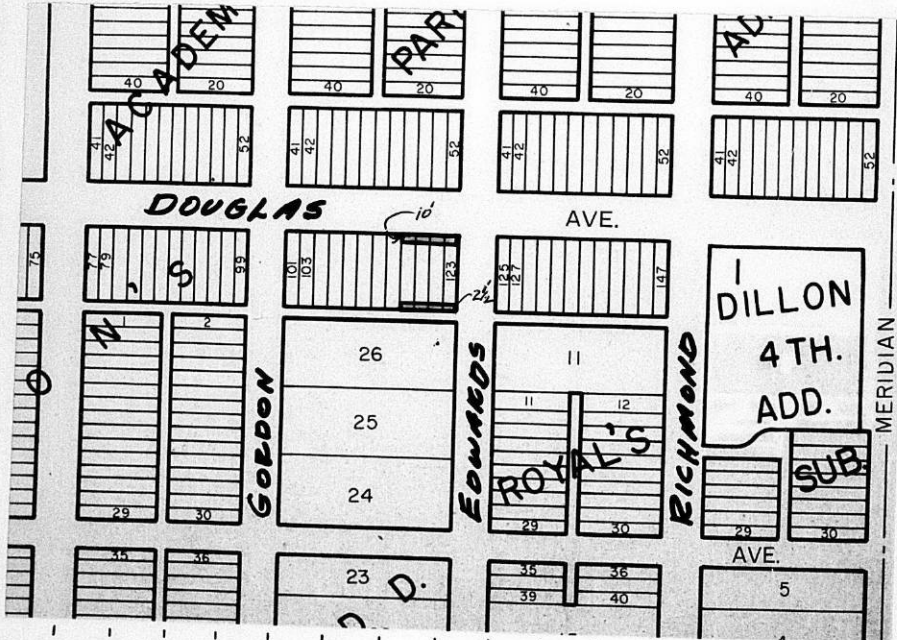 ACADEM
PARK
AD.
40 20 40 20 40 20 40 20
41 42 52 41 42 52 41 42 52 41 42 52
DOUGLAS AVE.
10'
75 77 79 99 101 103 123 125 127 147
2½'
N'S
1 2
26
25
24
GORDON
EDWARDS
11
11 12
ROYAL'S SUB.
RICHMOND
1
DILLON
4 TH.
ADD.
MERIDIAN
O
29 30 29 30 29 30
AVE.
35 36
23
D D.
35 36
39 40
5